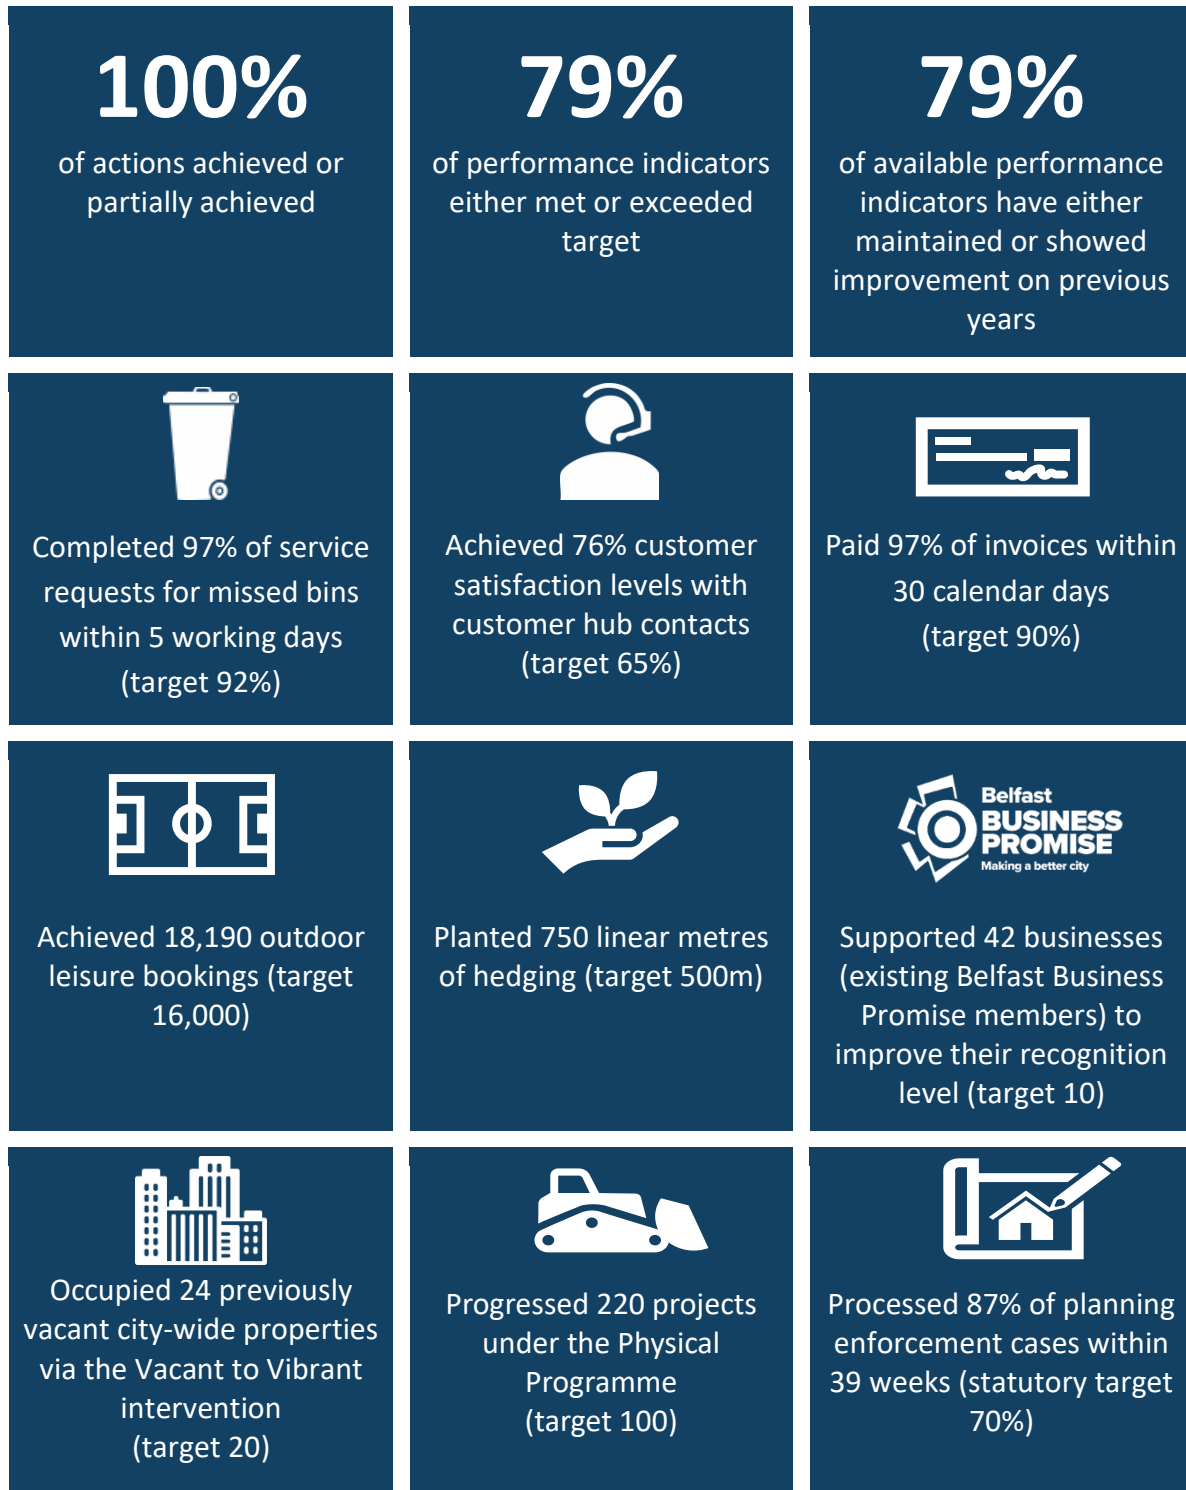 100%
of actions achieved or
partially achieved
79%
of performance indicators
either met or exceeded
target
79%
of available performance
indicators have either
maintained or showed
improvement on previous
years
Completed 97% of service
requests for missed bins
within 5 working days
(target 92%)
Achieved 76% customer
satisfaction levels with
customer hub contacts
(target 65%)
Paid 97% of invoices within
30 calendar days
(target 90%)
Achieved 18,190 outdoor
leisure bookings (target
16,000)
Planted 750 linear metres
of hedging (target 500m)
Belfast
BUSINESS
PROMISE
Making a better city
Supported 42 businesses
(existing Belfast Business
Promise members) to
improve their recognition
level (target 10)
Occupied 24 previously
vacant city-wide properties
via the Vacant to Vibrant
intervention
(target 20)
Progressed 220 projects
under the Physical
Programme
(target 100)
Processed 87% of planning
enforcement cases within
39 weeks (statutory target
70%)